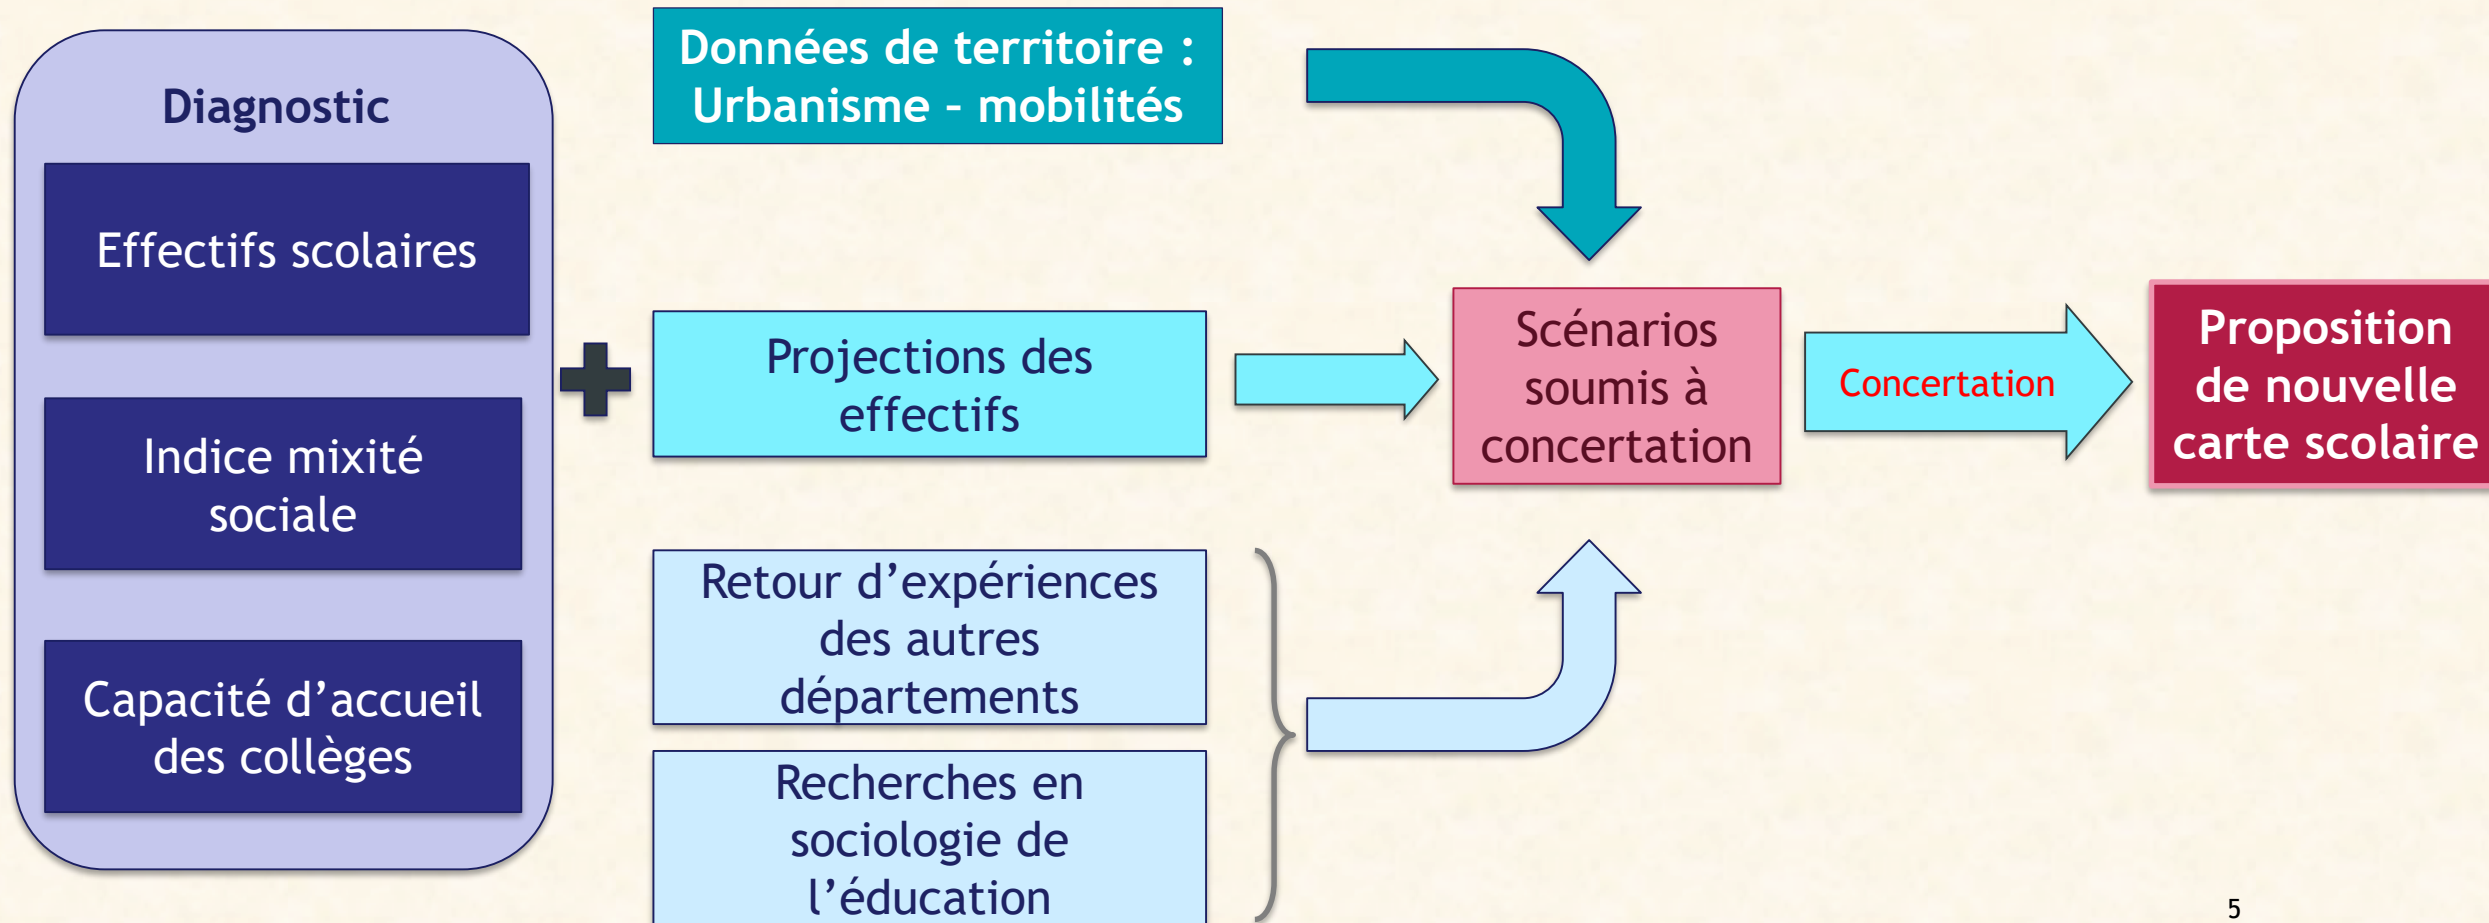 Diagnostic
Effectifs scolaires
Indice mixité
sociale
Capacité d’accueil
des collèges
Données de territoire :
Urbanisme – mobilités
Projections des
effectifs
Retour d’expériences
des autres
départements
Recherches en
sociologie de
l’éducation
Scénarios
soumis à
concertation
Concertation
Proposition
de nouvelle
carte scolaire
5